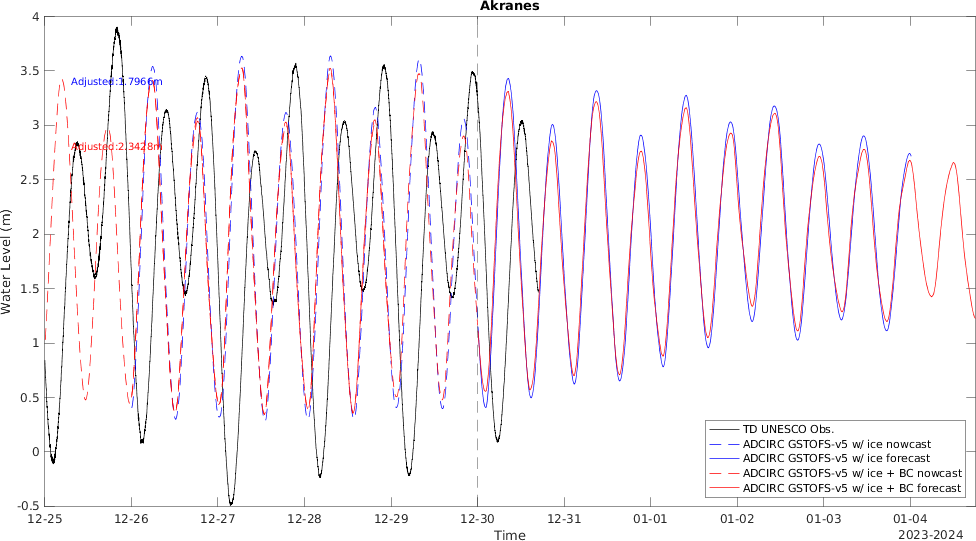 Akranes
Water Level (m)
4
3.5
3
2.5
2
1.5
1
0.5
0
-0.5
Adjusted:1.7966m
Adjusted:2.3428m
TD UNESCO Obs.
ADCIRC GSTOFS-v5 w/ ice nowcast
ADCIRC GSTOFS-v5 w/ ice forecast
ADCIRC GSTOFS-v5 w/ ice + BC nowcast
ADCIRC GSTOFS-v5 w/ ice + BC forecast
12-25 12-26 12-27 12-28 12-29 12-30 12-31 01-01 01-02 01-03 01-04
Time
2023-2024